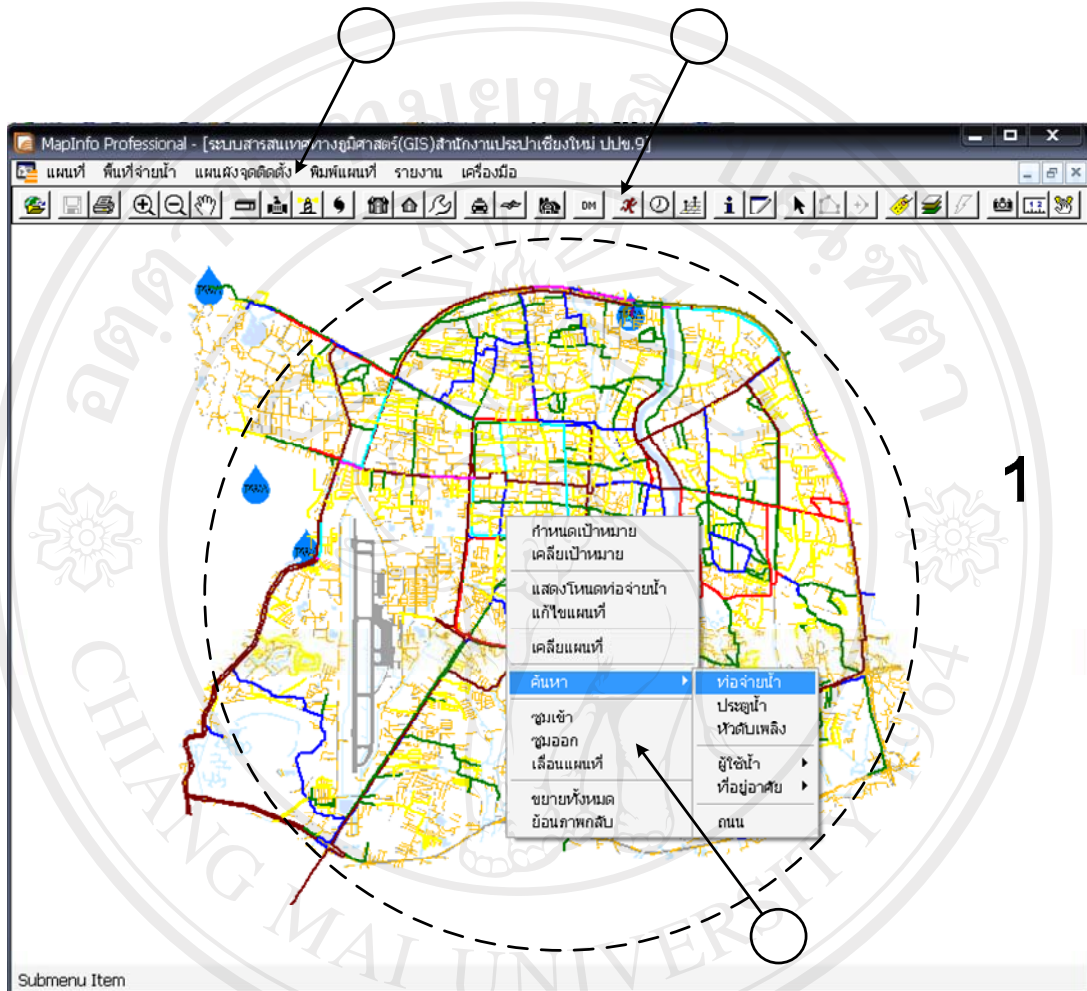 MapInfo Professional - [ระบบสารสนเทศทางภูมิศาสตร์(GIS)สำนักงานประปาเชียงใหม่ ปปข.9]
แผนที่ พื้นที่จ่ายน้ำ แผนผังจุดติดตั้ง พิมพ์แผนที่ รายงาน เครื่องมือ
DM
1
กำหนดเป้าหมาย
เคลียเป้าหมาย
แสดงโหนดท่อจ่ายน้ำ
แก้ไขแผนที่
เคลียแผนที่
ค้นหา
ซูมเข้า
ซูมออก
เลื่อนแผนที่
ขยายทั้งหมด
ย้อนภาพกลับ
ท่อจ่ายน้ำ
ประตูน้ำ
หัวดับเพลิง
ผู้ใช้น้ำ
ที่อยู่อาศัย
ถนน
Submenu Item